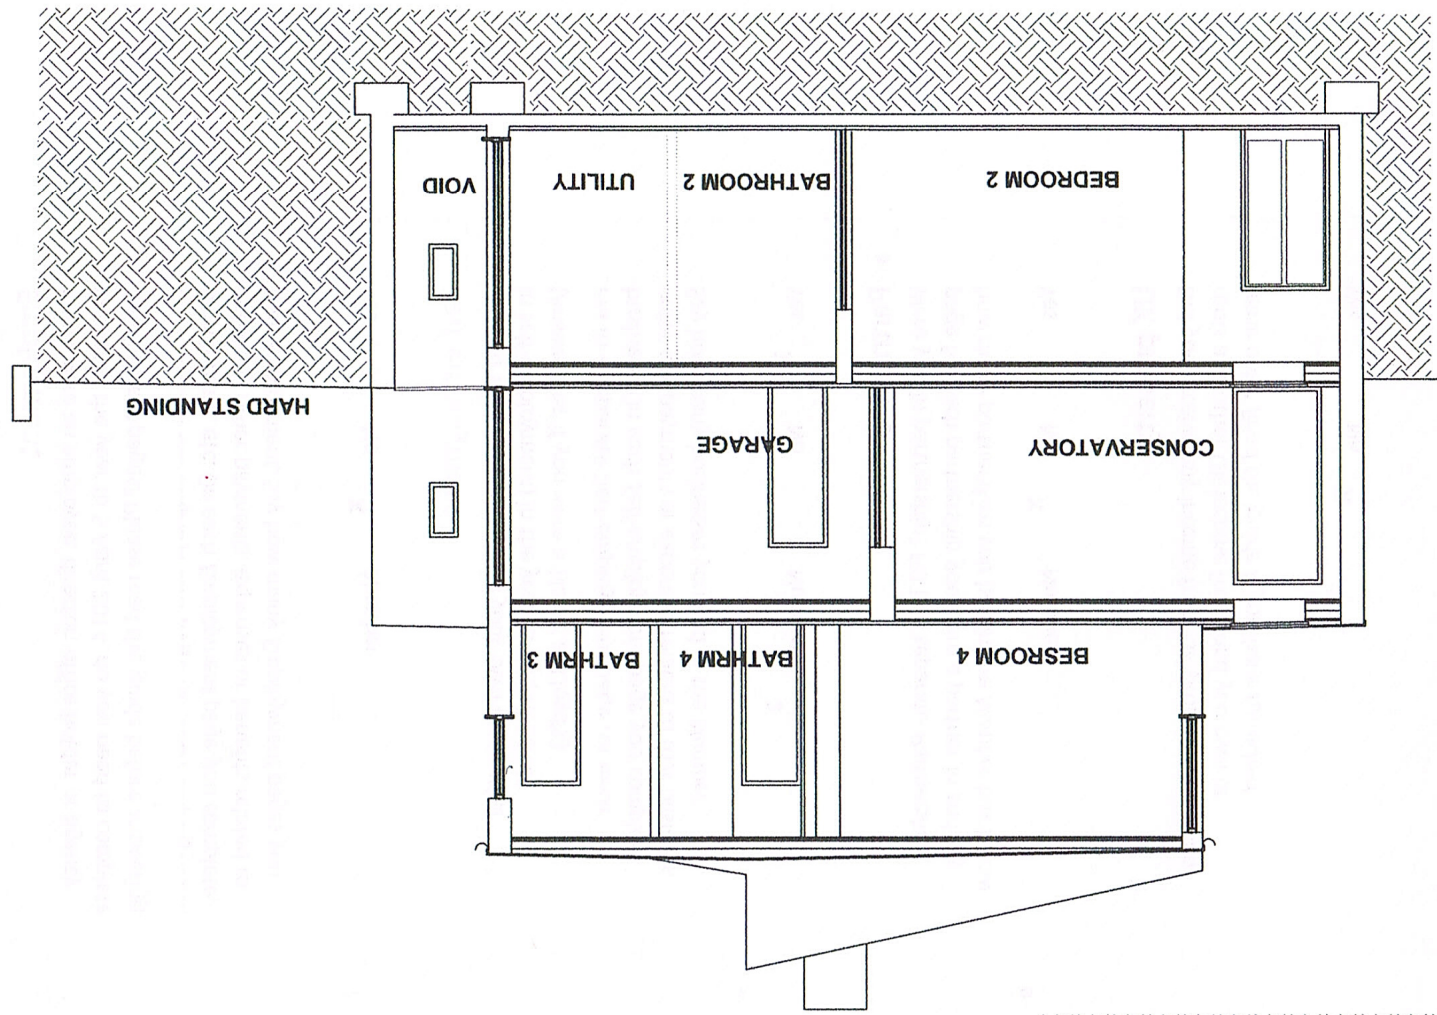 BESROOM 4
BATHRM 4
BATHRM 3
CONSERVATORY
GARAGE
HARD STANDING
BEDROOM 2
BATHROOM 2
UTILITY
VOID